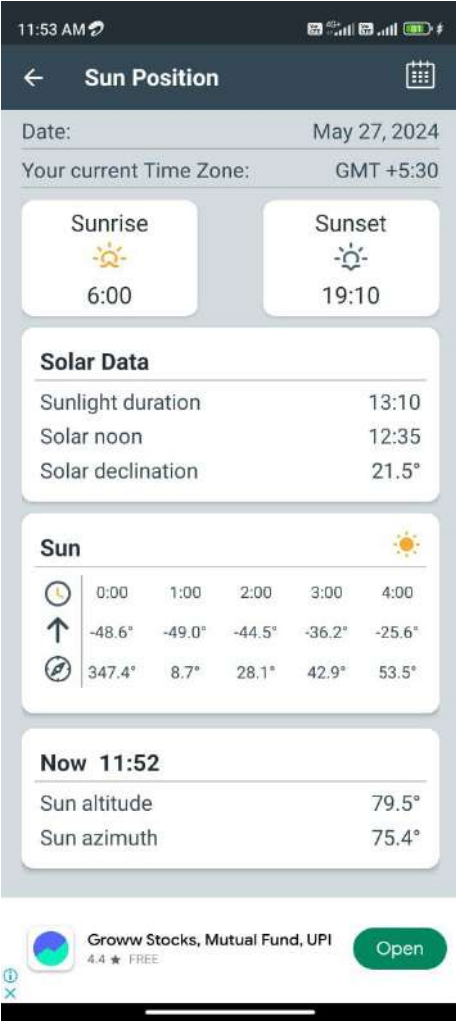 11:53 AM
Sun Position
Date: May 27, 2024
Your current Time Zone: GMT +5:30
Sunrise Sunset
6:00 19:10
Solar Data
Sunlight duration 13:10
Solar noon 12:35
Solar declination 21.5°
Sun
0:00 1:00 2:00 3:00 4:00
-48.6° -49.0° -44.5° -36.2° -25.6°
347.4° 8.7° 28.1° 42.9° 53.5°
Now 11:52
Sun altitude 79.5°
Sun azimuth 75.4°
Groww Stocks, Mutual Fund, UPI
4.4 ★ FREE
Open